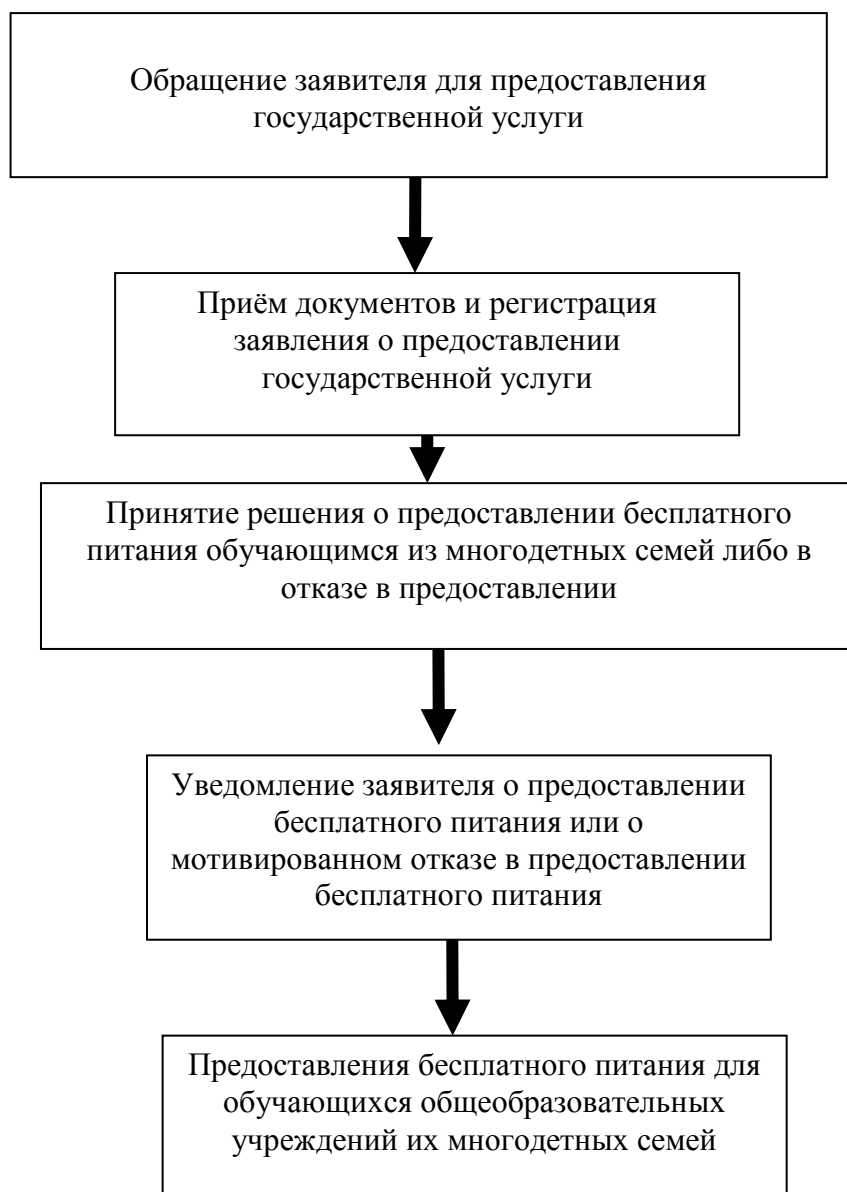 Обращение заявителя для предоставления
государственной услуги
Приём документов и регистрация
заявления о предоставлении
государственной услуги
Принятие решения о предоставлении бесплатного
питания обучающимся из многодетных семей либо в
отказе в предоставлении
Уведомление заявителя о предоставлении
бесплатного питания или о
мотивированном отказе в предоставлении
бесплатного питания
Предоставления бесплатного питания для
обучающихся общеобразовательных
учреждений их многодетных семей